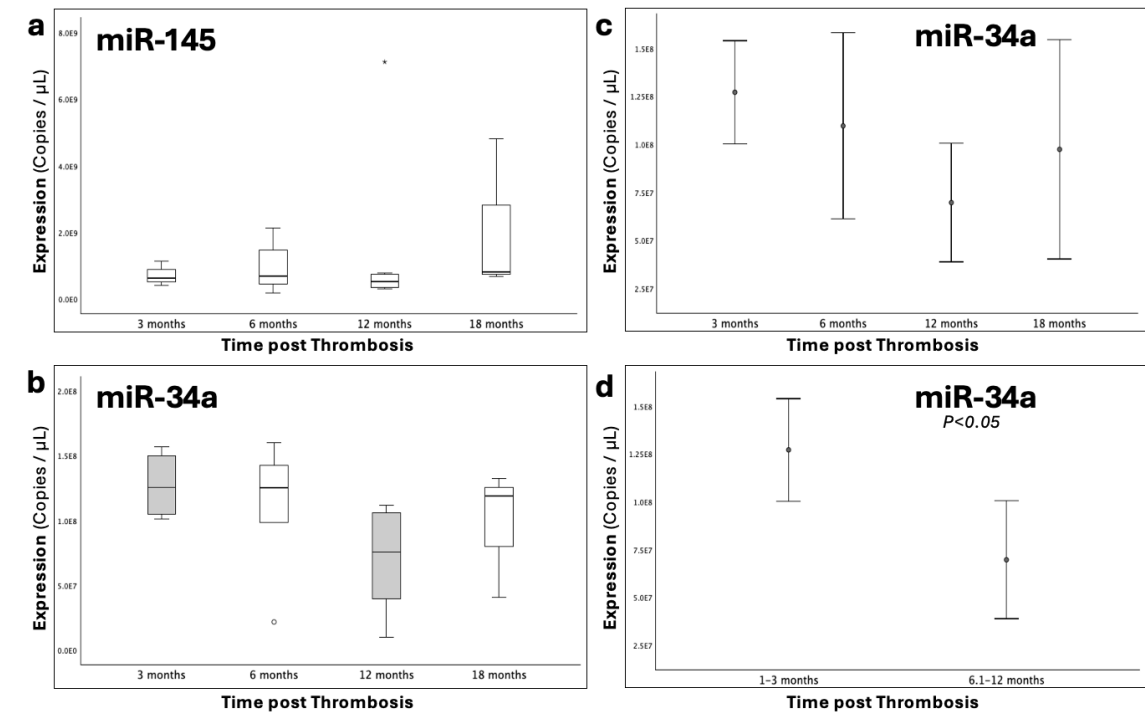 a
miR-145
8.0E9
6.0E9
4.0E9
2.0E9
0.0E0
Expression (Copies / µL)
*
3 months 6 months 12 months 18 months
Time post Thrombosis
b
miR-34a
2.0E8
1.5E8
1.0E8
5.0E7
0.0E0
Expression (Copies / µL)
3 months 6 months 12 months 18 months
Time post Thrombosis
c
miR-34a
1.5E8
1.25E8
1.0E8
7.5E7
5.0E7
2.5E7
Expression (Copies / µL)
3 months 6 months 12 months 18 months
Time post Thrombosis
d
miR-34a
P<0.05
1.5E8
1.25E8
1.0E8
7.5E7
5.0E7
2.5E7
Expression (Copies / µL)
1-3 months 6.1-12 months
Time post Thrombosis